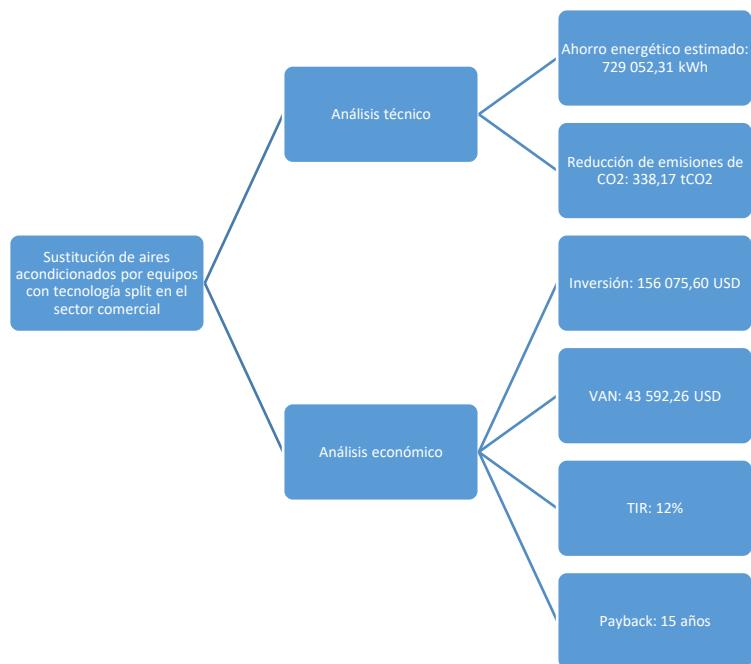 Sustitución de aires
acondicionados por equipos
con tecnología split en el
sector comercial
Análisis técnico
Ahorro energético estimado:
729 052,31 kWh
Reducción de emisiones de
CO2: 338,17 tCO2
Análisis económico
Inversión: 156 075,60 USD
VAN: 43 592,26 USD
TIR: 12%
Payback: 15 años